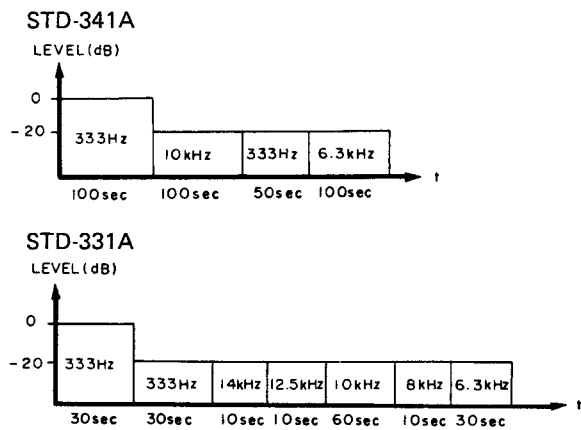 STD-341A
LEVEL(dB)
0
-20
333Hz
10kHz
333Hz
6.3kHz
t
100sec
100sec
50sec
100sec
STD-331A
LEVEL(dB)
0
-20
333Hz
333Hz
14kHz
12.5kHz
10kHz
8kHz
6.3kHz
t
30sec
30sec
10sec
10sec
60sec
10sec
30sec